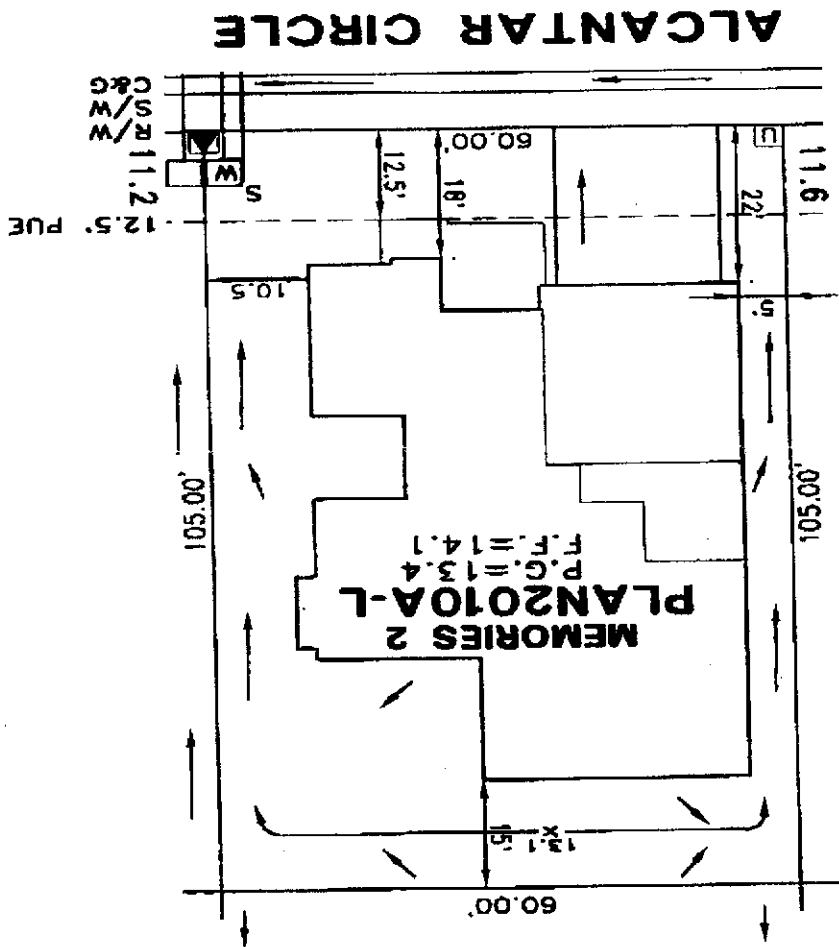 60.00'
13.1
X
15'
MEMORIES 2
PLAN2010A-L
P.G.=13.4
F.F.=14.1
105.00'
105.00'
5'
10.5
12.5' PUE
22'
18'
12.5'
S
W
U
11.6
11.2
60.00'
R/W
S/W
C&G
ALCANTAR CIRCLE